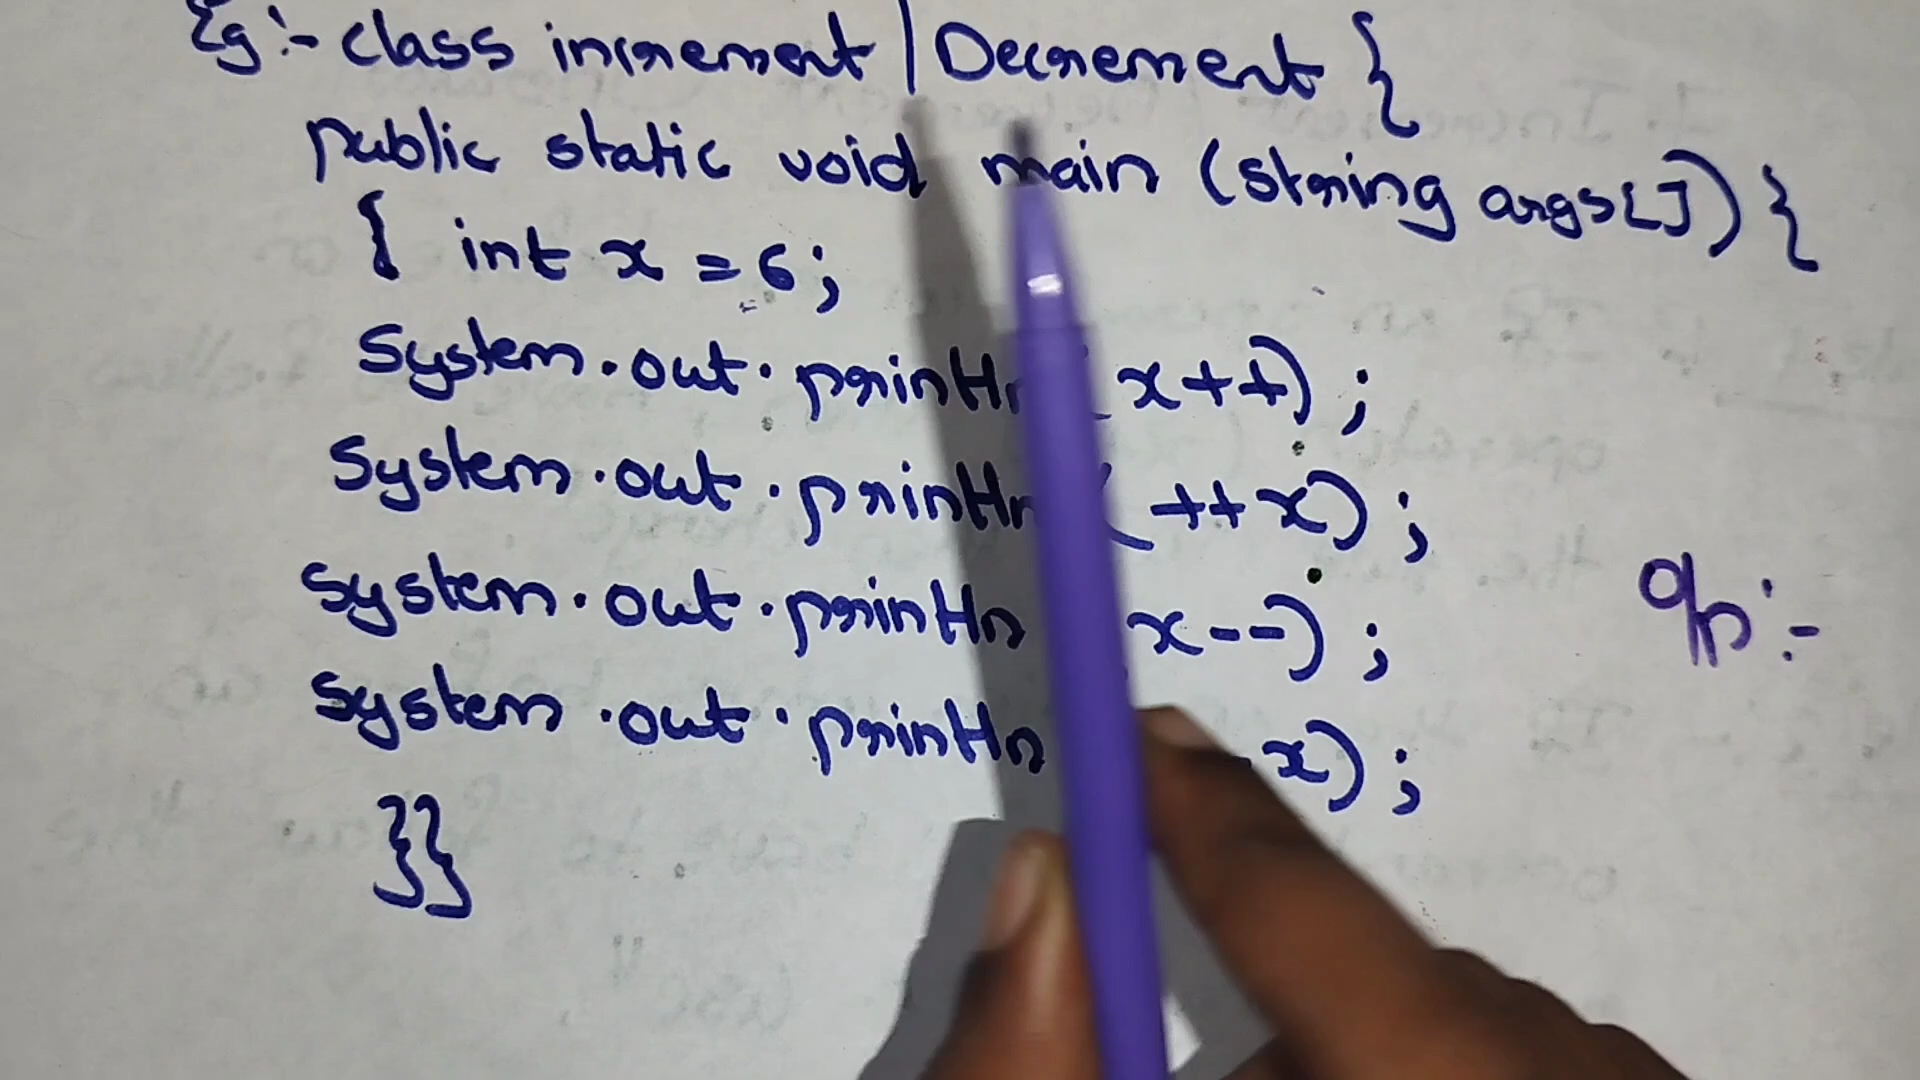 Eg:- class increment | Decrement {
public static void main (string args[]) {
{ int x = 6;
System.out.println( x++);
System.out.println( ++x);
System.out.println x--);
System.out.println -x);
}}
o/p:-